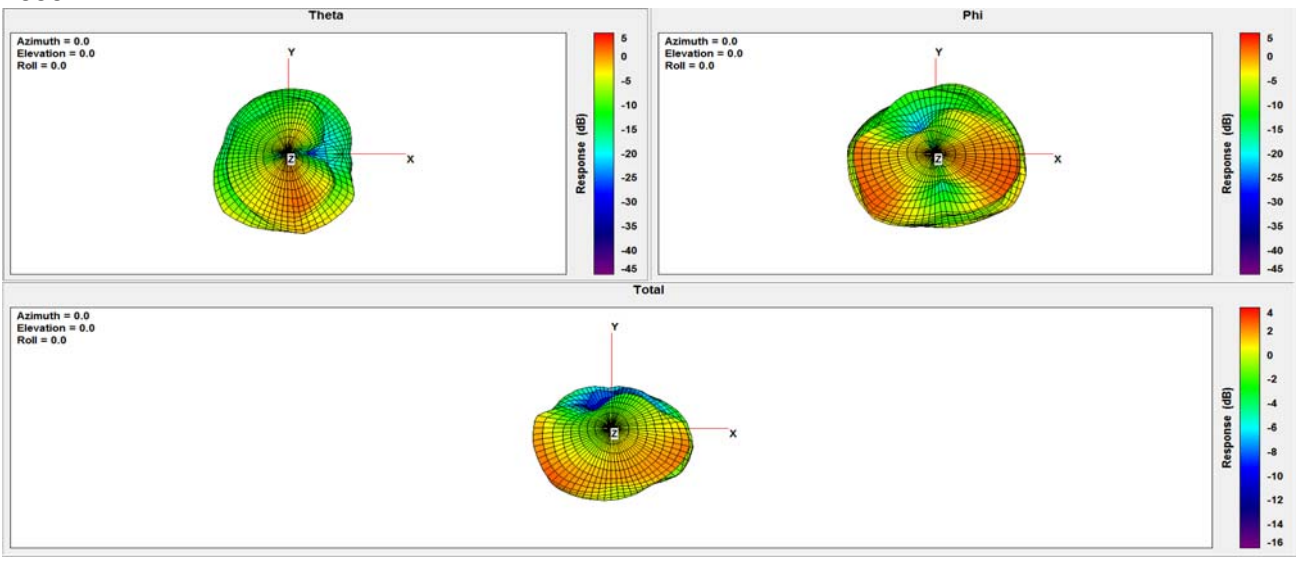 Theta
Azimuth = 0.0
Elevation = 0.0
Roll = 0.0
Y
X
Z
Response (dB)
5
0
-5
-10
-15
-20
-25
-30
-35
-40
-45
Phi
Azimuth = 0.0
Elevation = 0.0
Roll = 0.0
Y
X
Z
Response (dB)
5
0
-5
-10
-15
-20
-25
-30
-35
-40
-45
Total
Azimuth = 0.0
Elevation = 0.0
Roll = 0.0
Y
X
Z
Response (dB)
4
2
0
-2
-4
-6
-8
-10
-12
-14
-16